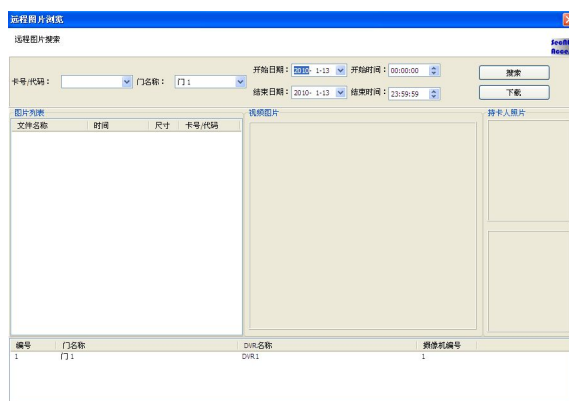 远程图片浏览
远程图片搜索
卡号/代码： 门名称： 门 1 开始日期： 2010- 1-13 开始时间： 00:00:00 搜索
结束日期： 2010- 1-13 结束时间： 23:59:59 下载
图片列表 视频图片 持卡人照片
文件名称 时间 尺寸 卡号/代码
编号 门名称 DVR名称 摄像机编号
1 门 1 DVR1 1